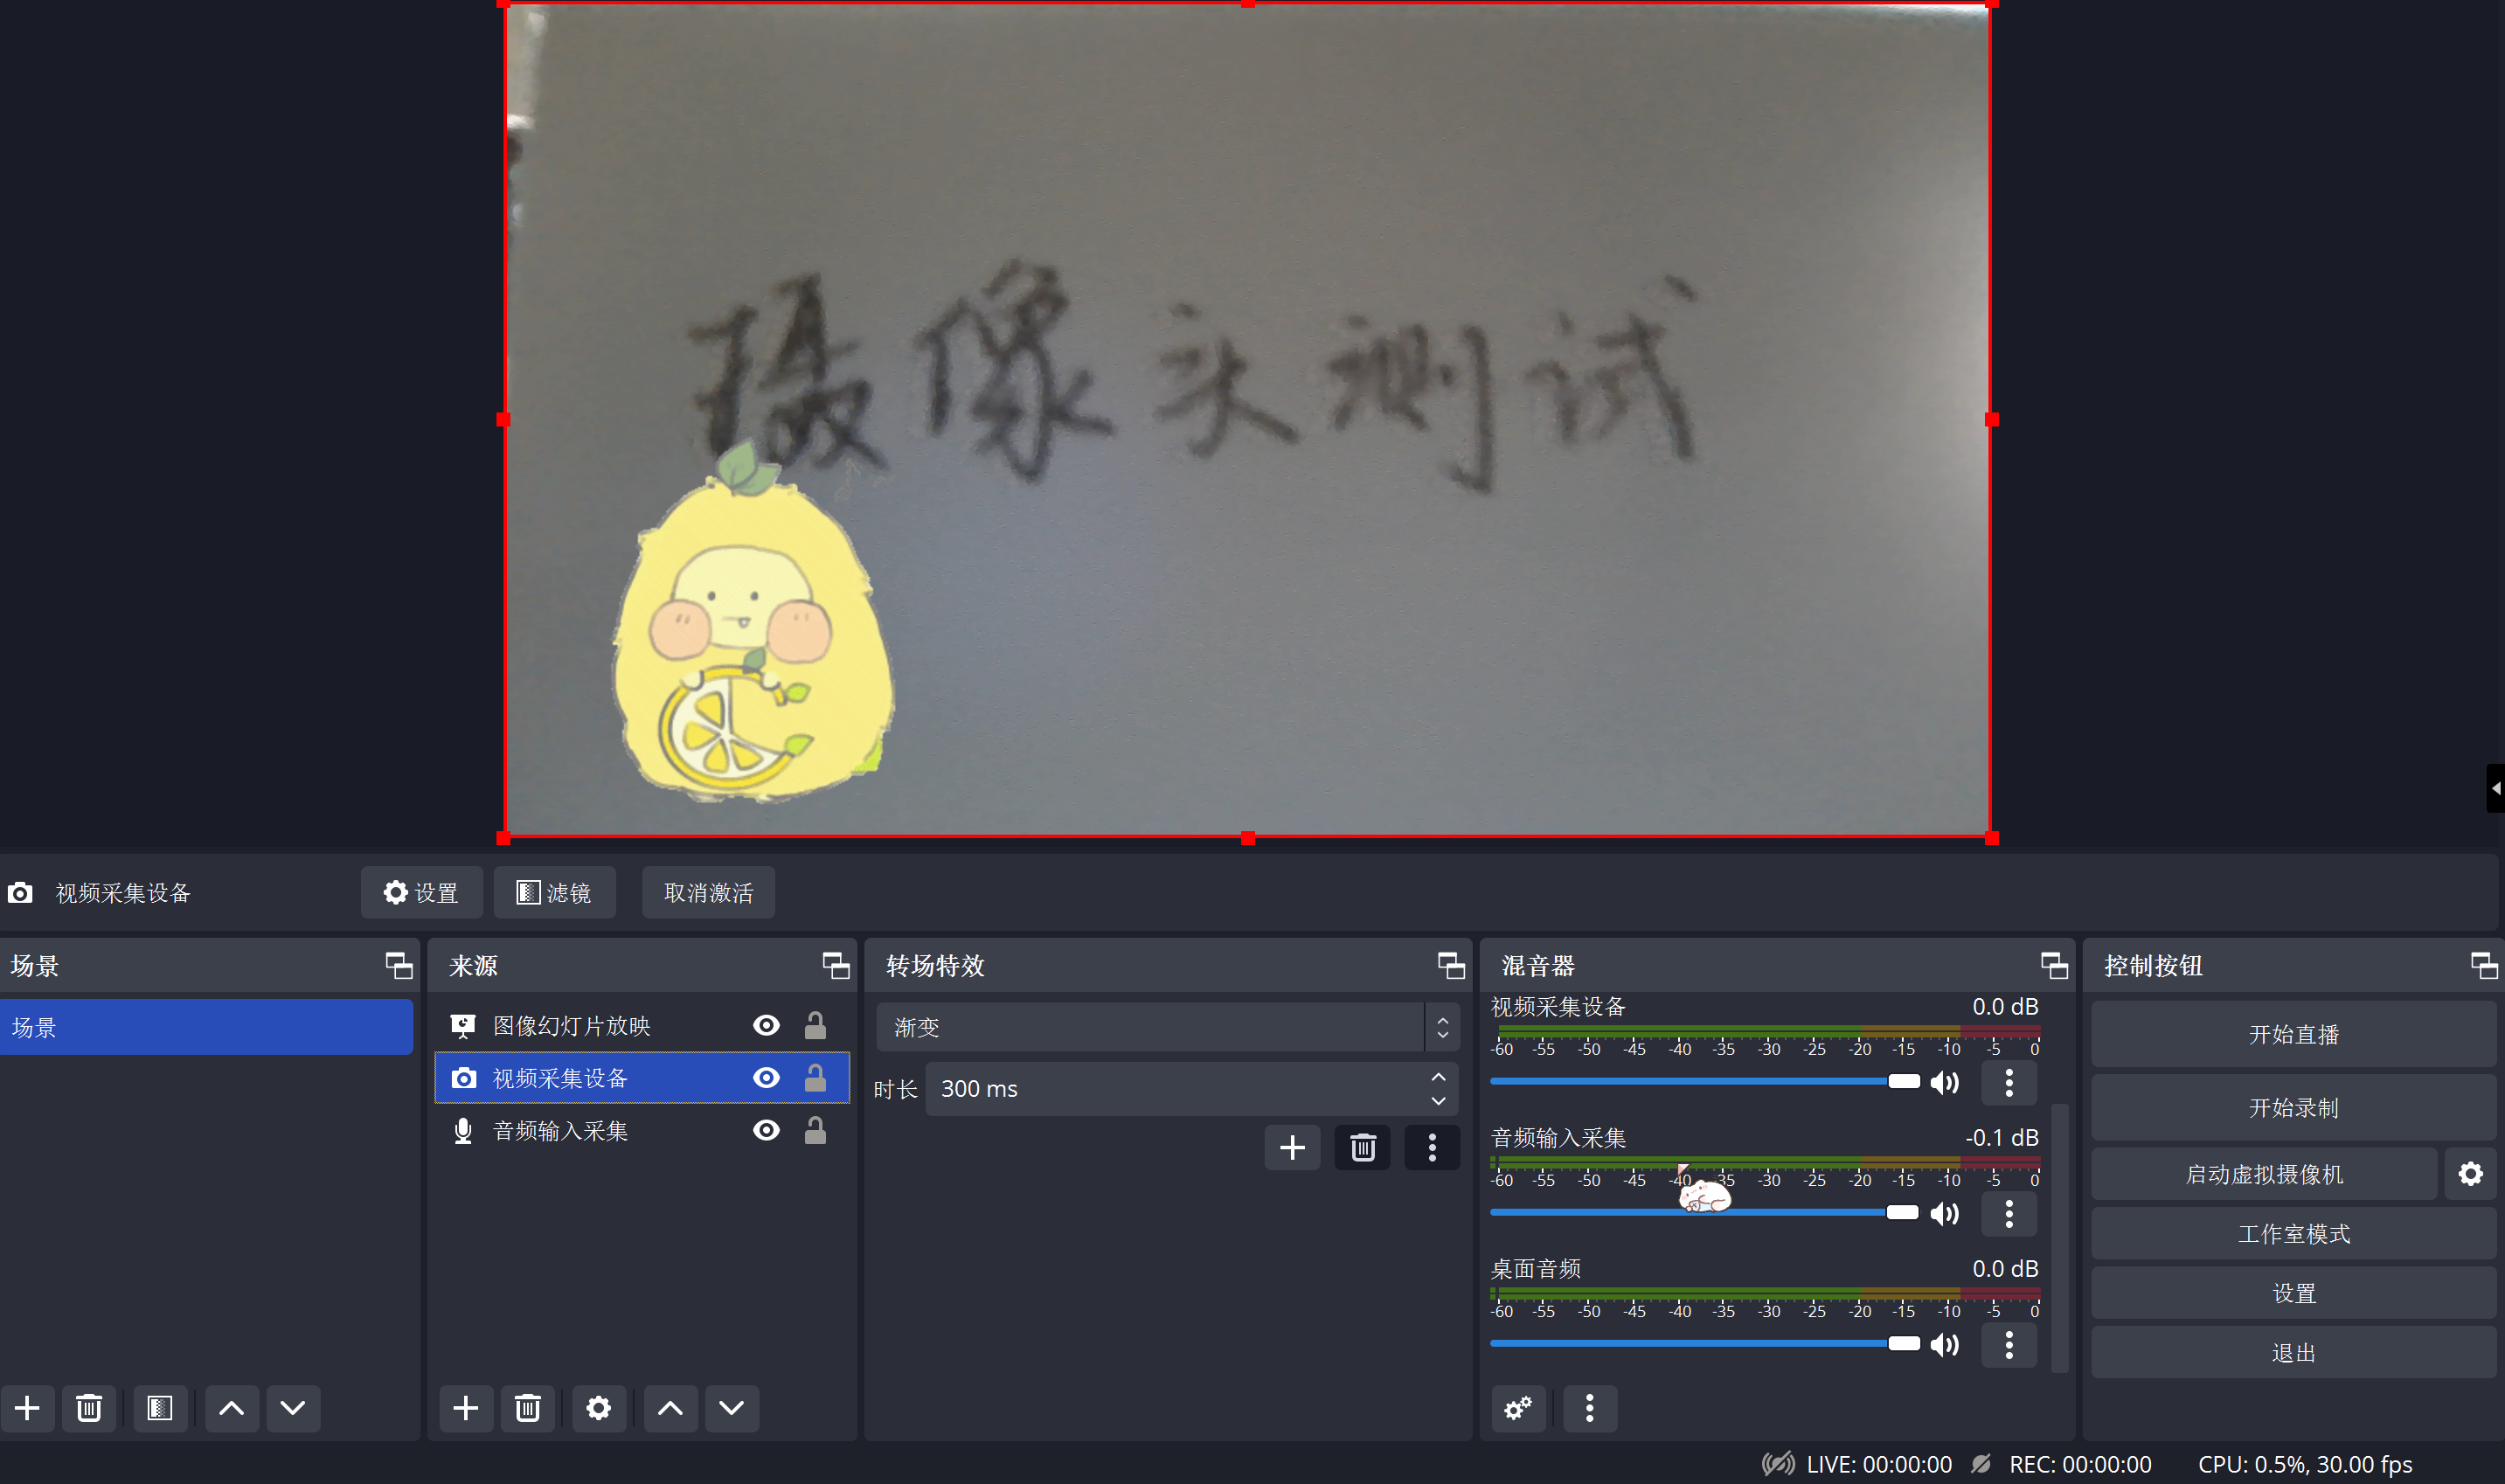 摄像头测试
视频采集设备
设置
滤镜
取消激活
场景
场景
来源
图像幻灯片放映
视频采集设备
音频输入采集
转场特效
渐变
时长 300 ms
混音器
视频采集设备 0.0 dB
-60 -55 -50 -45 -40 -35 -30 -25 -20 -15 -10 -5 0
音频输入采集 -0.1 dB
-60 -55 -50 -45 -40 -35 -30 -25 -20 -15 -10 -5 0
桌面音频 0.0 dB
-60 -55 -50 -45 -40 -35 -30 -25 -20 -15 -10 -5 0
控制按钮
开始直播
开始录制
启动虚拟摄像机
工作室模式
设置
退出
LIVE: 00:00:00 REC: 00:00:00 CPU: 0.5%, 30.00 fps